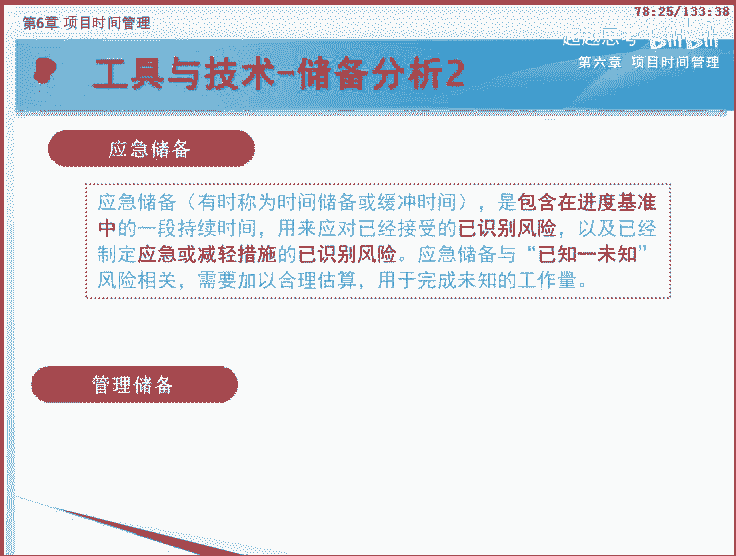 第6章 项目时间管理
78:25/133:38
超越思考 bilibili
第六章 项目时间管理
工具与技术-储备分析2
应急储备
应急储备（有时称为时间储备或缓冲时间），是包含在进度基准
中的一段持续时间，用来应对已经接受的已识别风险，以及已经
制定应急或减轻措施的已识别风险。应急储备与“已知—未知”
风险相关，需要加以合理估算，用于完成未知的工作量。
管理储备